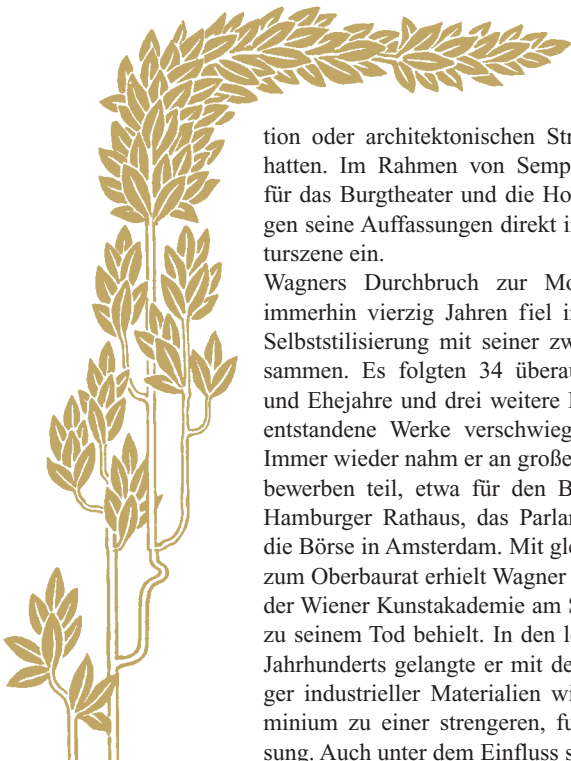 tion oder architektonischen Str
hatten. Im Rahmen von Semp
für das Burgtheater und die Ho
gen seine Auffassungen direkt i
turszene ein.
Wagners Durchbruch zur Mo
immerhin vierzig Jahren fiel i
Selbststilisierung mit seiner zw
sammen. Es folgten 34 übera
und Ehejahre und drei weitere
entstandene Werke verschwieg
Immer wieder nahm er an große
bewerben teil, etwa für den B
Hamburger Rathaus, das Parla
die Börse in Amsterdam. Mit gle
zum Oberbaurat erhielt Wagner
der Wiener Kunstakademie am S
zu seinem Tod behielt. In den le
Jahrhunderts gelangte er mit de
ger industrieller Materialien wi
minium zu einer strengeren, fu
sung. Auch unter dem Einfluss s